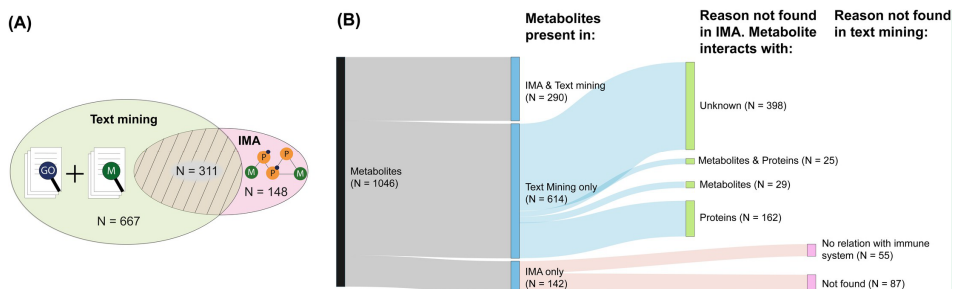 (A)
Text mining
IMA
GO
M
P
P
M
P
M
N = 311
N = 148
N = 667
(B)
Metabolites
present in:
Reason not found
in IMA. Metabolite
interacts with:
Reason not found
in text mining:
IMA & Text mining
(N = 290)
Unknown
(N = 398)
Metabolites
(N = 1046)
Text Mining only
(N = 614)
Metabolites & Proteins (N = 25)
Metabolites (N = 29)
Proteins (N = 162)
No relation with immune
system (N = 55)
IMA only
(N = 142)
Not found (N = 87)